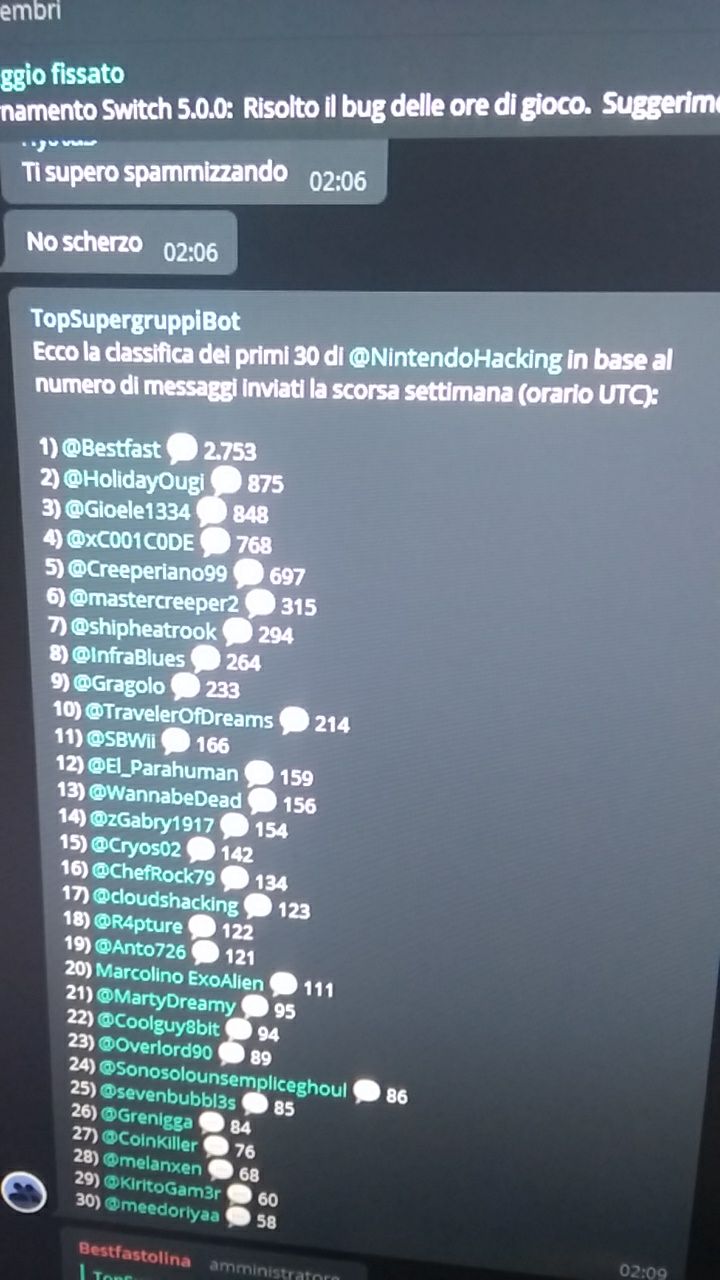 embri
ggio fissato
namento Switch 5.0.0: Risolto il bug delle ore di gioco. Suggerim
Ti supero spammizzando 02:06
No scherzo 02:06
TopSupergruppiBot
Ecco la classifica dei primi 30 di @NintendoHacking in base al
numero di messaggi inviati la scorsa settimana (orario UTC):
1) @Bestfast 2.753
2) @HolidayOugi 875
3) @Gioele1334 848
4) @xC001C0DE 768
5) @Creeperiano99 697
6) @mastercreeper2 315
7) @shipheatrook 294
8) @InfraBlues 264
9) @Gragolo 233
10) @TravelerOfDreams 214
11) @SBWii 166
12) @El_Parahuman 159
13) @WannabeDead 156
14) @zGabry1917 154
15) @Cryos02 142
16) @ChefRock79 134
17) @cloudshacking 123
18) @R4pture 122
19) @Anto726 121
20) Marcolino ExoAlien 111
21) @MartyDreamy 95
22) @Coolguy8bit 94
23) @Overlord90 89
24) @Sonosolounsempliceghoul 86
25) @sevenbubbl3s 85
26) @Grenigga 84
27) @CoinKiller 76
28) @melanxen 68
29) @KiritoGam3r 60
30) @meedoriyaa 58
02:09
Bestfastolina amministratore